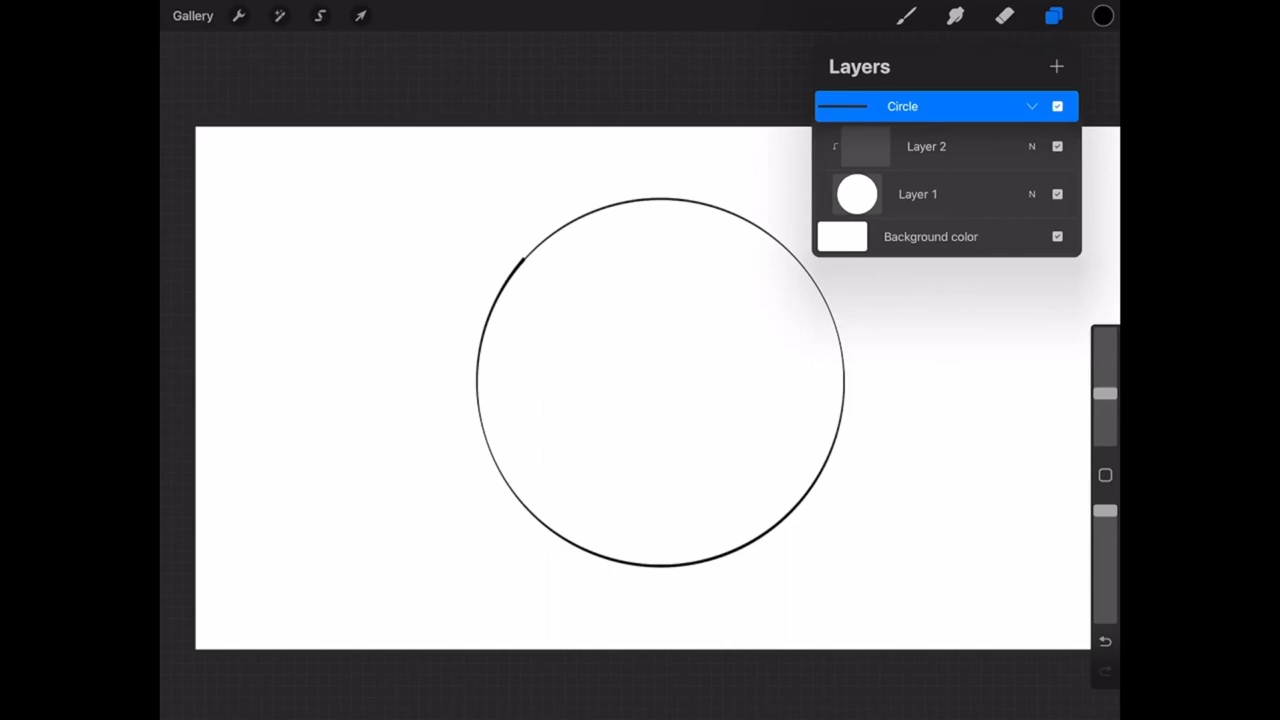 Gallery
Layers
Circle
Layer 2 N
Layer 1 N
Background color